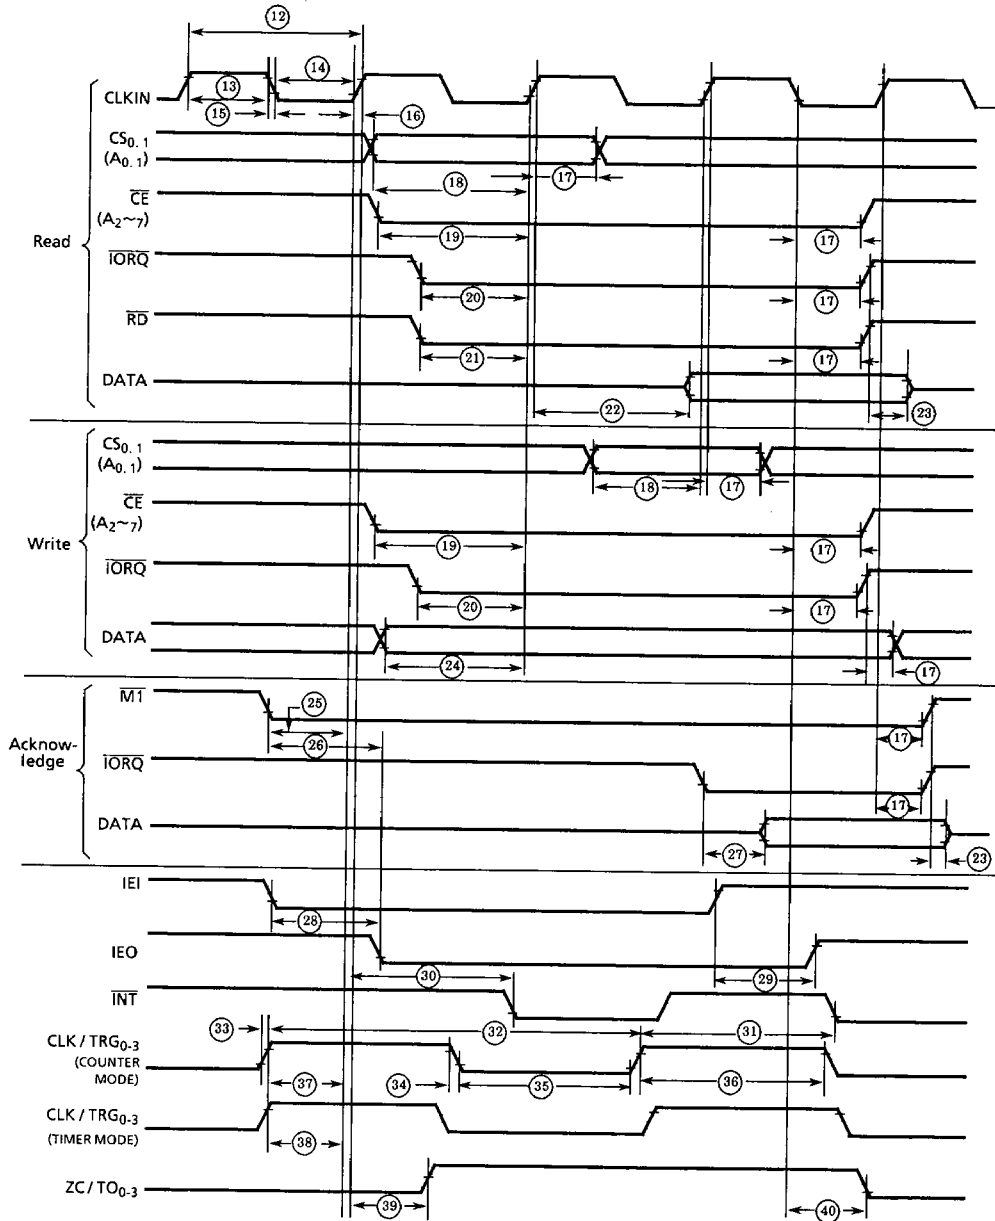 12
14
CLKIN
13
15
16
CS0, 1
(A0, 1)
17
18
CE
(A2~7)
19
17
Read
IORQ
20
17
RD
21
17
DATA
22
23
CS0, 1
(A0, 1)
18
17
CE
(A2~7)
19
17
Write
IORQ
20
17
DATA
24
17
M1
25
26
17
Acknow-
ledge
IORQ
17
DATA
27
23
IEI
28
IEO
30
29
INT
33
32
31
CLK / TRG0-3
(COUNTER
MODE)
37
34
35
36
CLK / TRG0-3
(TIMER MODE)
38
ZC / TO0-3
39
40